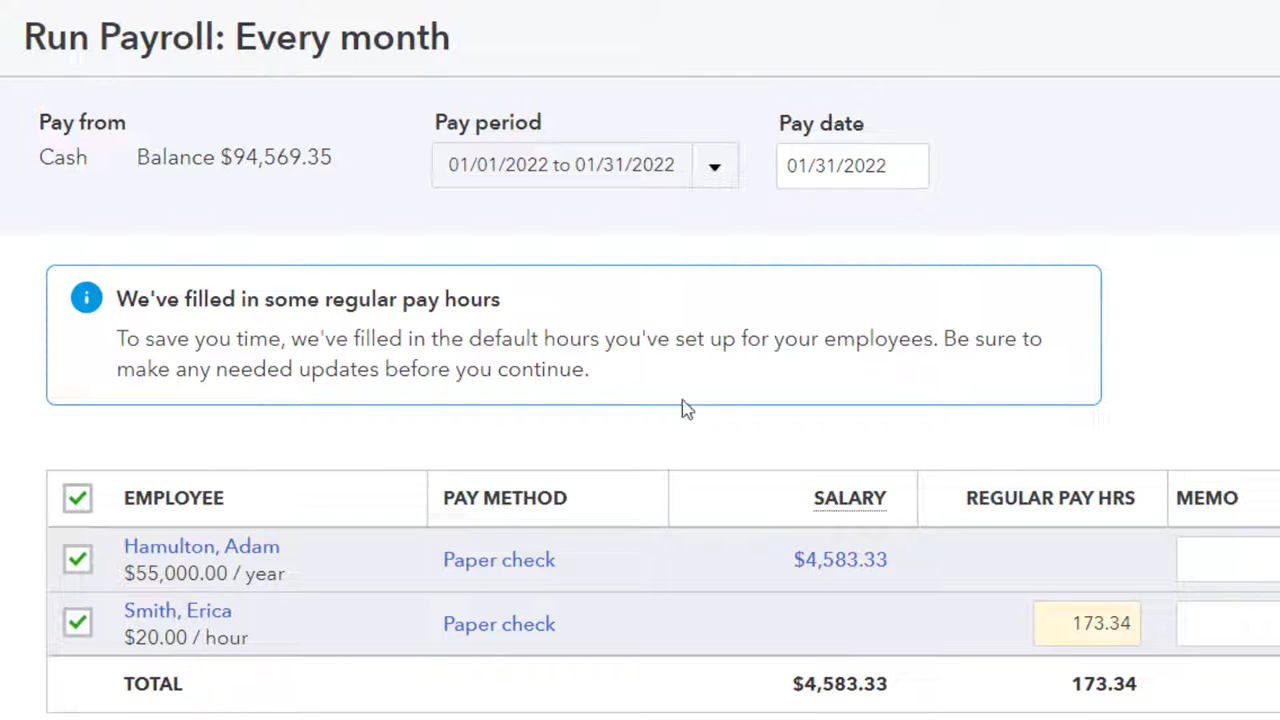 Run Payroll: Every month
Pay from
Pay period
Pay date
Cash Balance $94,569.35
01/01/2022 to 01/31/2022
01/31/2022
i
We've filled in some regular pay hours
To save you time, we've filled in the default hours you've set up for your employees. Be sure to
make any needed updates before you continue.
EMPLOYEE PAY METHOD SALARY REGULAR PAY HRS MEMO
Hamulton, Adam
$55,000.00 / year
Paper check $4,583.33
Smith, Erica
$20.00 / hour
Paper check 173.34
TOTAL $4,583.33 173.34